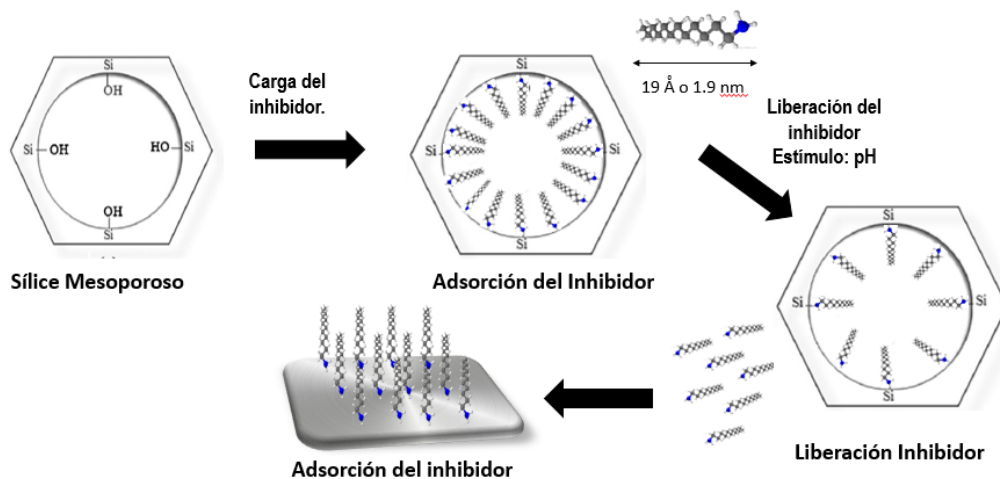 Si
OH
Si
OH
HO
Si
OH
Si
Sílice Mesoporoso
Carga del
inhibidor.
Si
Si
Si
Si
Adsorción del Inhibidor
19 Å o 1.9 nm
Liberación del
inhibidor
Estímulo: pH
Si
Si
Si
Si
Liberación Inhibidor
Adsorción del inhibidor